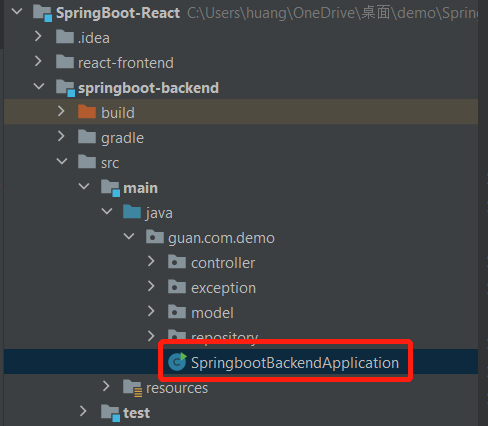 SpringBoot-React C:\Users\huang\OneDrive\桌面\demo\Spring
.idea
react-frontend
springboot-backend
build
gradle
src
main
java
guan.com.demo
controller
exception
model
repository
SpringbootBackendApplication
resources
test